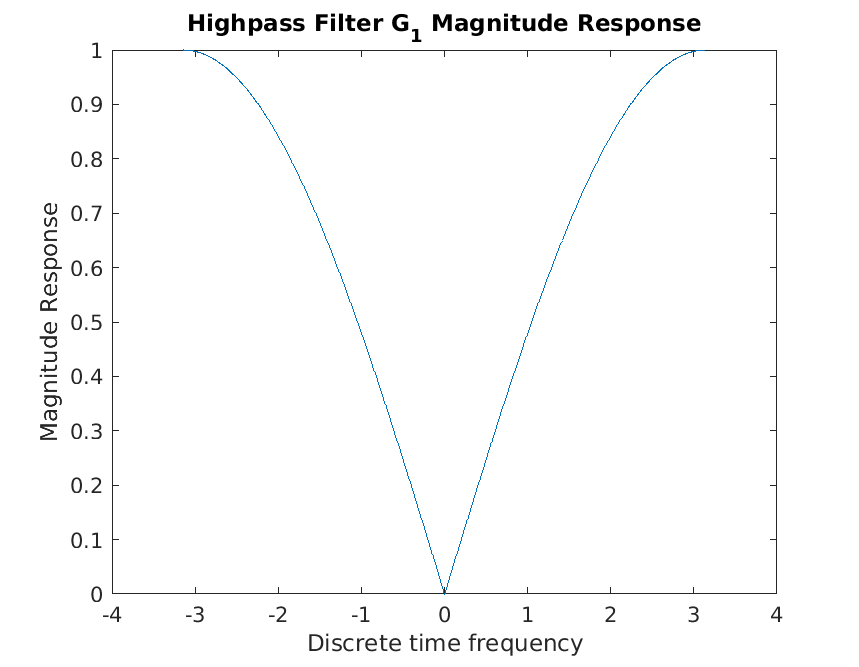 Highpass Filter G1 Magnitude Response
1
0.9
0.8
0.7
0.6
0.5
0.4
0.3
0.2
0.1
0
Magnitude Response
-4 -3 -2 -1 0 1 2 3 4
Discrete time frequency